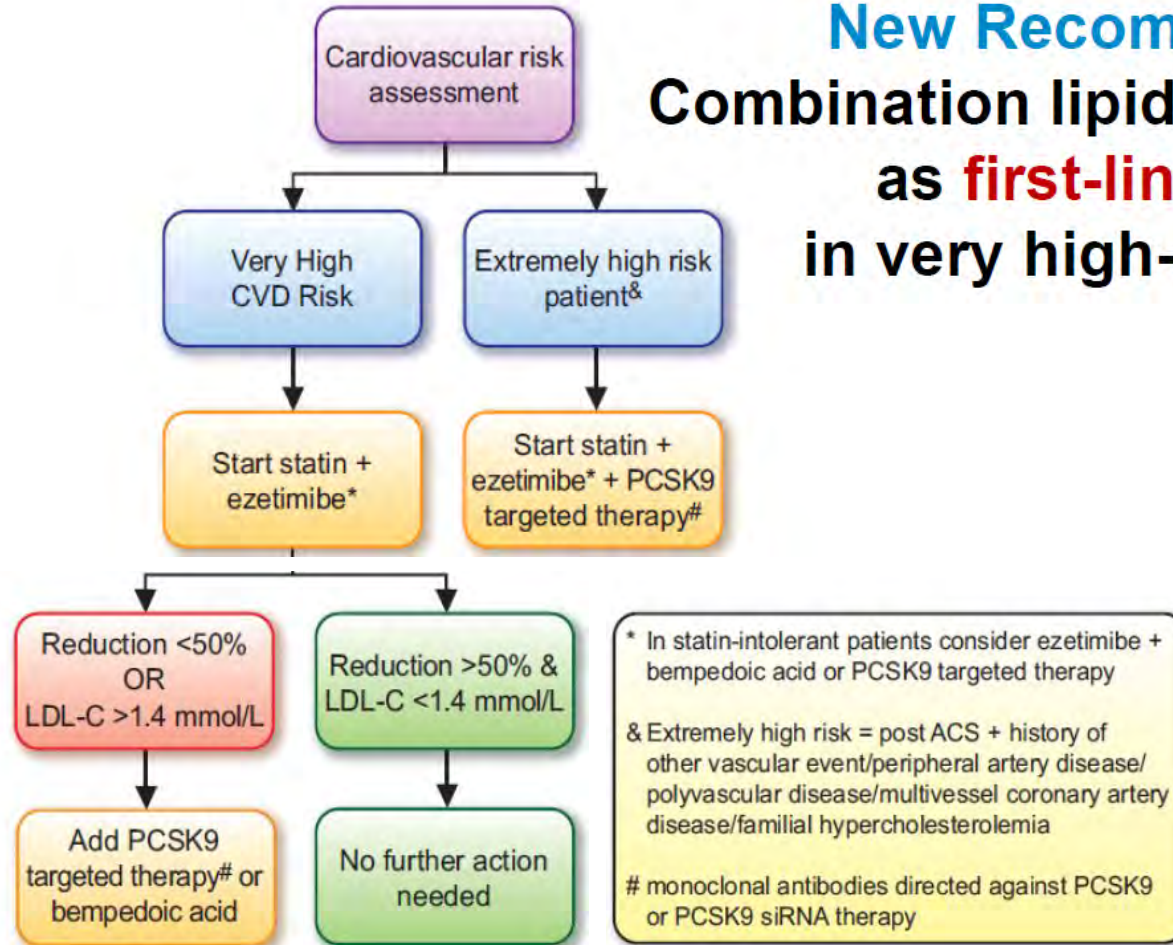 New Recom
Combination lipid
as first-lin
in very high-
Cardiovascular risk
assessment
Very High
CVD Risk
Extremely high risk
patient&
Start statin +
ezetimibe*
Start statin +
ezetimibe* + PCSK9
targeted therapy#
Reduction <50%
OR
LDL-C >1.4 mmol/L
Reduction >50% &
LDL-C <1.4 mmol/L
Add PCSK9
targeted therapy# or
bempedoic acid
No further action
needed
* In statin-intolerant patients consider ezetimibe +
bempedoic acid or PCSK9 targeted therapy
& Extremely high risk = post ACS + history of
other vascular event/peripheral artery disease/
polyvascular disease/multivessel coronary artery
disease/familial hypercholesterolemia
# monoclonal antibodies directed against PCSK9
or PCSK9 siRNA therapy